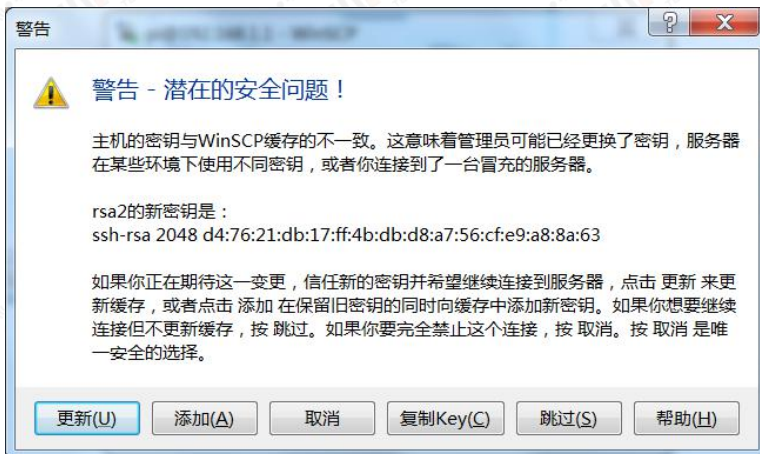 警告
警告 - 潜在的安全问题！
主机的密钥与WinSCP缓存的不一致。这意味着管理员可能已经更换了密钥，服务器
在某些环境下使用不同密钥，或者你连接到了一台冒充的服务器。
rsa2的新密钥是：
ssh-rsa 2048 d4:76:21:db:17:ff:4b:db:d8:a7:56:cf:e9:a8:8a:63
如果你正在期待这一变更，信任新的密钥并希望继续连接到服务器，点击 更新 来更
新缓存，或者点击 添加 在保留旧密钥的同时向缓存中添加新密钥。如果你想要继续
连接但不更新缓存，按 跳过。如果你要完全禁止这个连接，按 取消。按 取消 是唯
一安全的选择。
更新(U) 添加(A) 取消 复制Key(C) 跳过(S) 帮助(H)